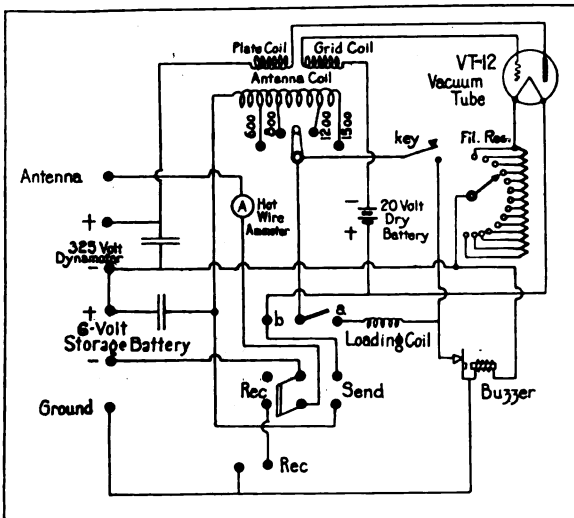 Plate Coil
Grid Coil
Antenna Coil
600
800
1200
1500
VT-12
Vacuum
Tube
key
Fil. Res.
Antenna
+
A
Hot
Wire
Ammeter
-
20 Volt
Dry
Battery
+
325 Volt
Dynamotor
-
+
6-Volt
Storage Battery
-
b
a
Loading Coil
Rec
Send
Buzzer
Ground
Rec